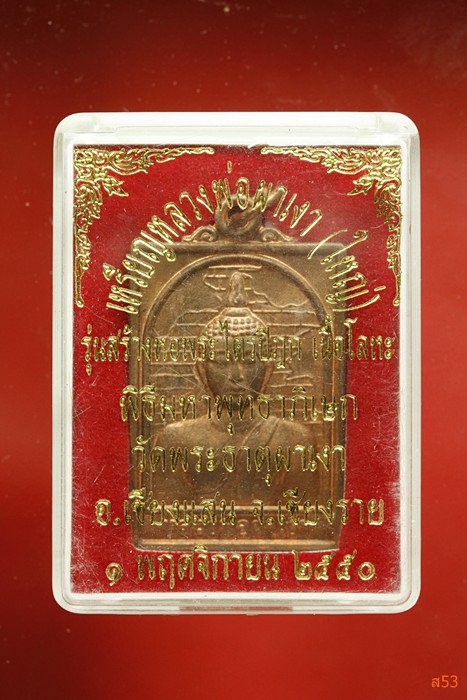 เหรียญหลวงพ่อผาเงา (ใหญ่)
รุ่นสร้างหอพระไตรปิฎก เนื้อโลหะ
พิธีมหาพุทธาภิเษก
วัดพระธาตุผาเงา
อ.เชียงแสน จ.เชียงราย
๑ พฤศจิกายน ๒๕๕๐
ส53